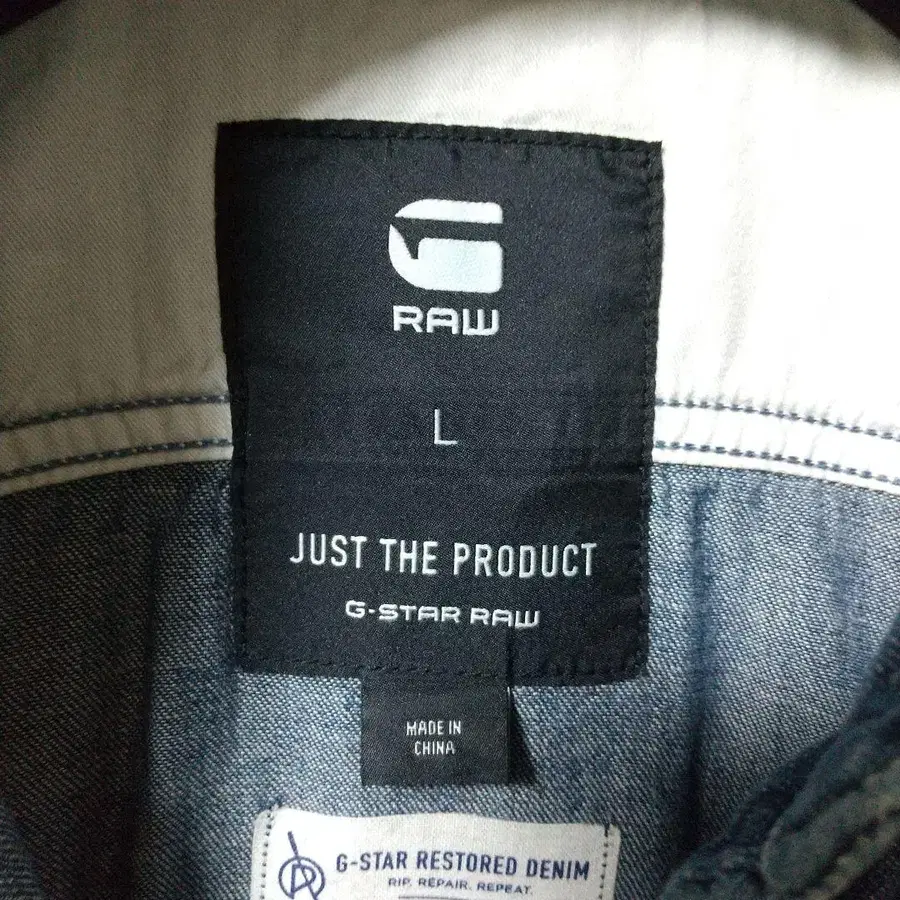 RAW
L
JUST THE PRODUCT
G-STAR RAW
MADE IN
CHINA
G-STAR RESTORED DENIM
RIP. REPAIR. REPEAT.